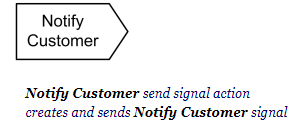 Notify
Customer
Notify Customer send signal action
creates and sends Notify Customer signal